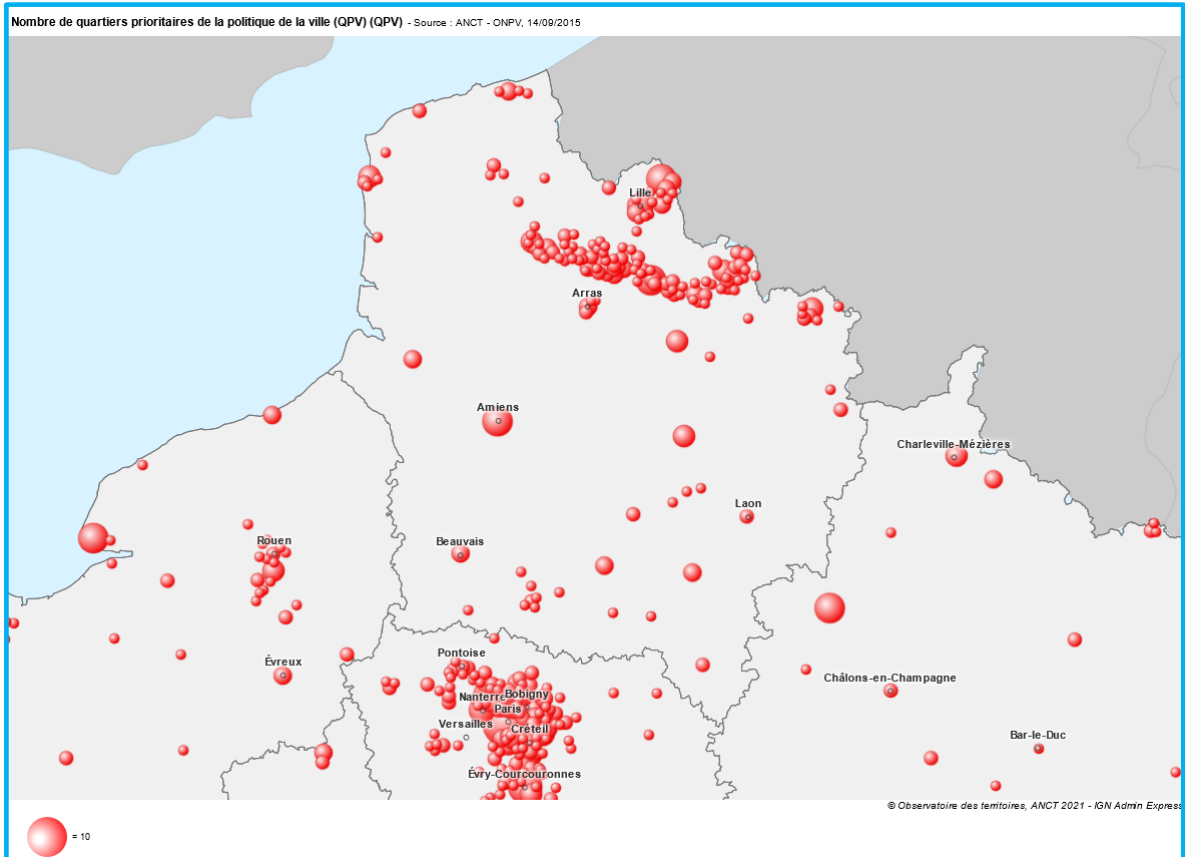 Nombre de quartiers prioritaires de la politique de la ville (QPV) (QPV) - Source : ANCT - ONPV, 14/09/2015
Lille
Arras
Amiens
Charleville-Mézières
Laon
Rouen
Beauvais
Pontoise
Évreux
Châlons-en-Champagne
Nanterre
Bobigny
Paris
Versailles
Créteil
Bar-le-Duc
Évry-Courcouronnes
© Observatoire des territoires, ANCT 2021 - IGN Admin Express
= 10